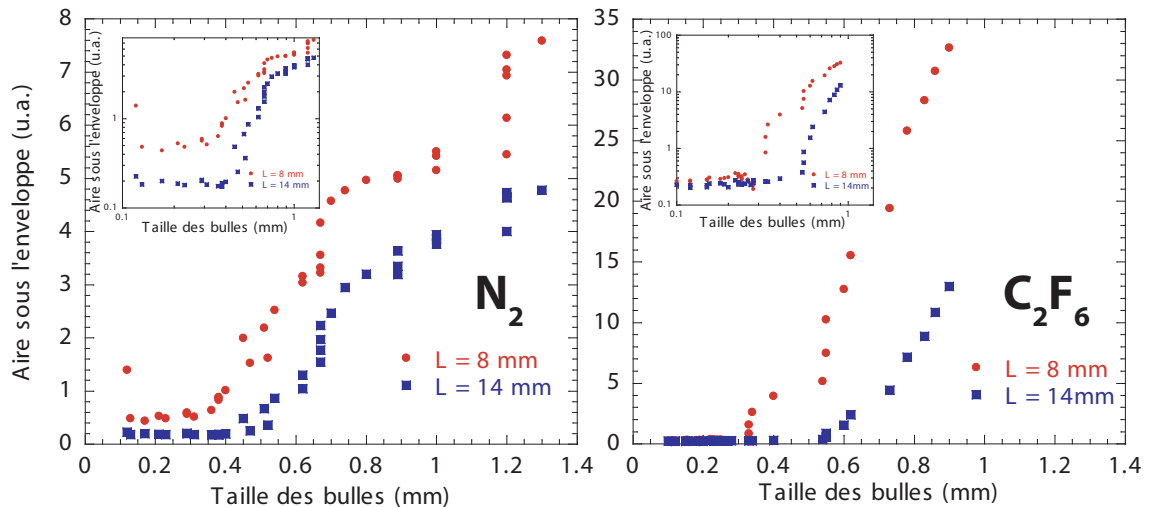 Aire sous l'enveloppe (u.a.)
8
7
6
5
4
3
2
1
0
0
0.2
0.4
0.6
0.8
1
1.2
1.4
Taille des bulles (mm)
N2
L = 8 mm
L = 14 mm
Aire sous l'enveloppe (u.a.)
1
0.1
1
Taille des bulles (mm)
L = 8 mm
L = 14 mm
35
30
25
20
15
10
5
0
0
0.2
0.4
0.6
0.8
1
1.2
1.4
Taille des bulles (mm)
C2F6
L = 8 mm
L = 14mm
Aire sous l'enveloppe (u.a.)
100
10
1
0.1
0.1
1
Taille des bulles (mm)
L = 8 mm
L = 14mm